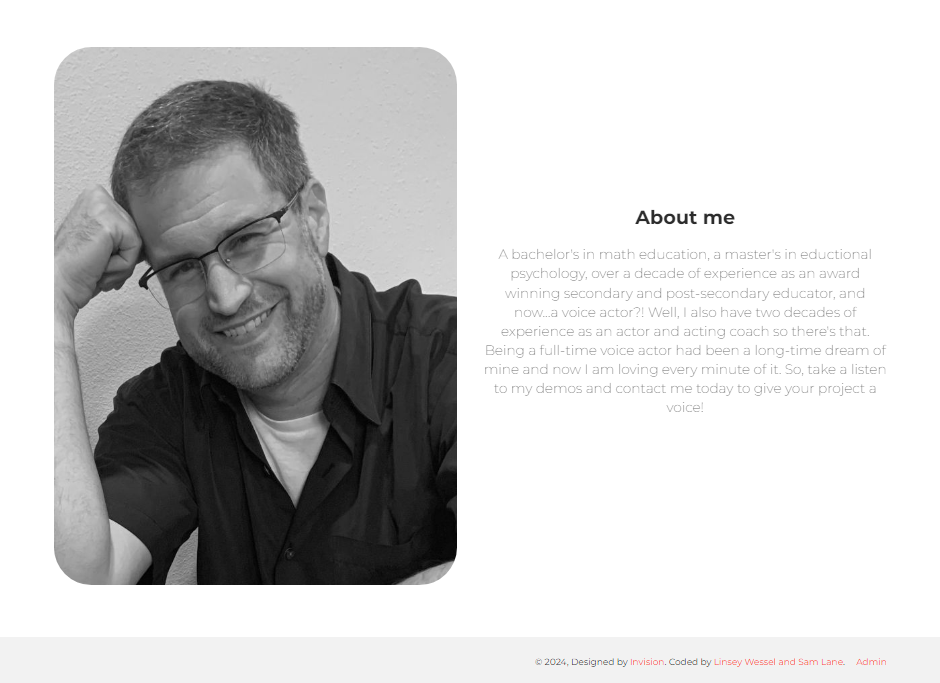 About me
A bachelor's in math education, a master's in eductional
psychology, over a decade of experience as an award
winning secondary and post-secondary educator, and
now...a voice actor?! Well, I also have two decades of
experience as an actor and acting coach so there's that.
Being a full-time voice actor had been a long-time dream of
mine and now I am loving every minute of it. So, take a listen
to my demos and contact me today to give your project a
voice!
© 2024, Designed by Invision. Coded by Linsey Wessel and Sam Lane. Admin